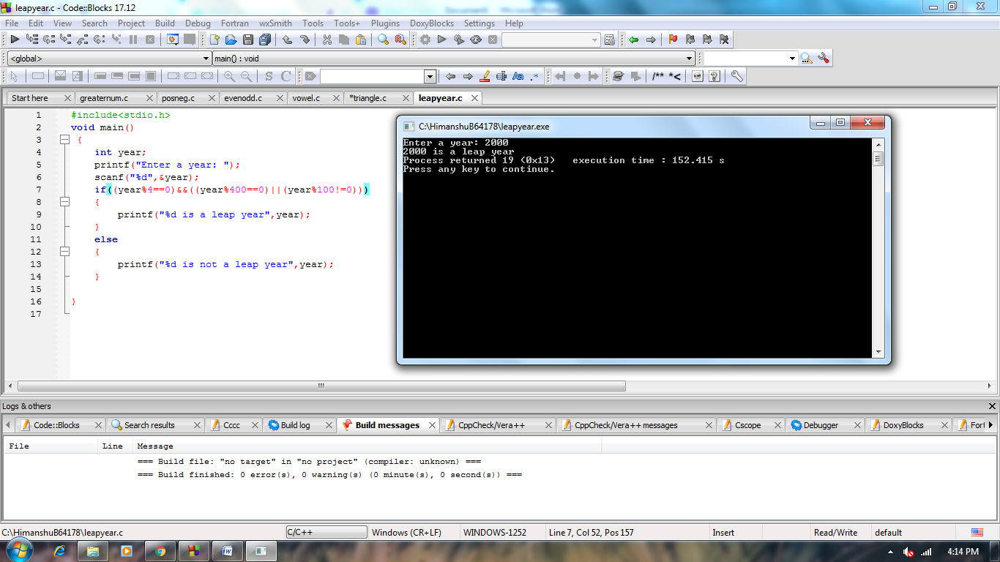 leapyear.c - Code::Blocks 17.12
File Edit View Search Project Build Debug Fortran wxSmith Tools Tools+ Plugins DoxyBlocks Settings Help
<global> main() : void
S C Aa .* /** *<
Start here greaternum.c posneg.c evenodd.c vowel.c *triangle.c leapyear.c
1 #include<stdio.h>
2 void main()
3 {
4 int year;
5 printf("Enter a year: ");
6 scanf("%d",&year);
7 if((year%4==0)&&((year%400==0)||(year%100!=0)))
8 {
9 printf("%d is a leap year",year);
10 }
11 else
12 {
13 printf("%d is not a leap year",year);
14 }
15
16 }
17
C:\HimanshuB64178\leapyear.exe
Enter a year: 2000
2000 is a leap year
Process returned 19 (0x13) execution time : 152.415 s
Press any key to continue.
Logs & others
Code::Blocks Search results Cccc Build log Build messages CppCheck/Vera++ CppCheck/Vera++ messages Cscope Debugger DoxyBlocks Fort
File Line Message
=== Build file: "no target" in "no project" (compiler: unknown) ===
=== Build finished: 0 error(s), 0 warning(s) (0 minute(s), 0 second(s)) ===
C:\HimanshuB64178\leapyear.c C/C++ Windows (CR+LF) WINDOWS-1252 Line 7, Col 52, Pos 157 Insert Read/Write default
4:14 PM